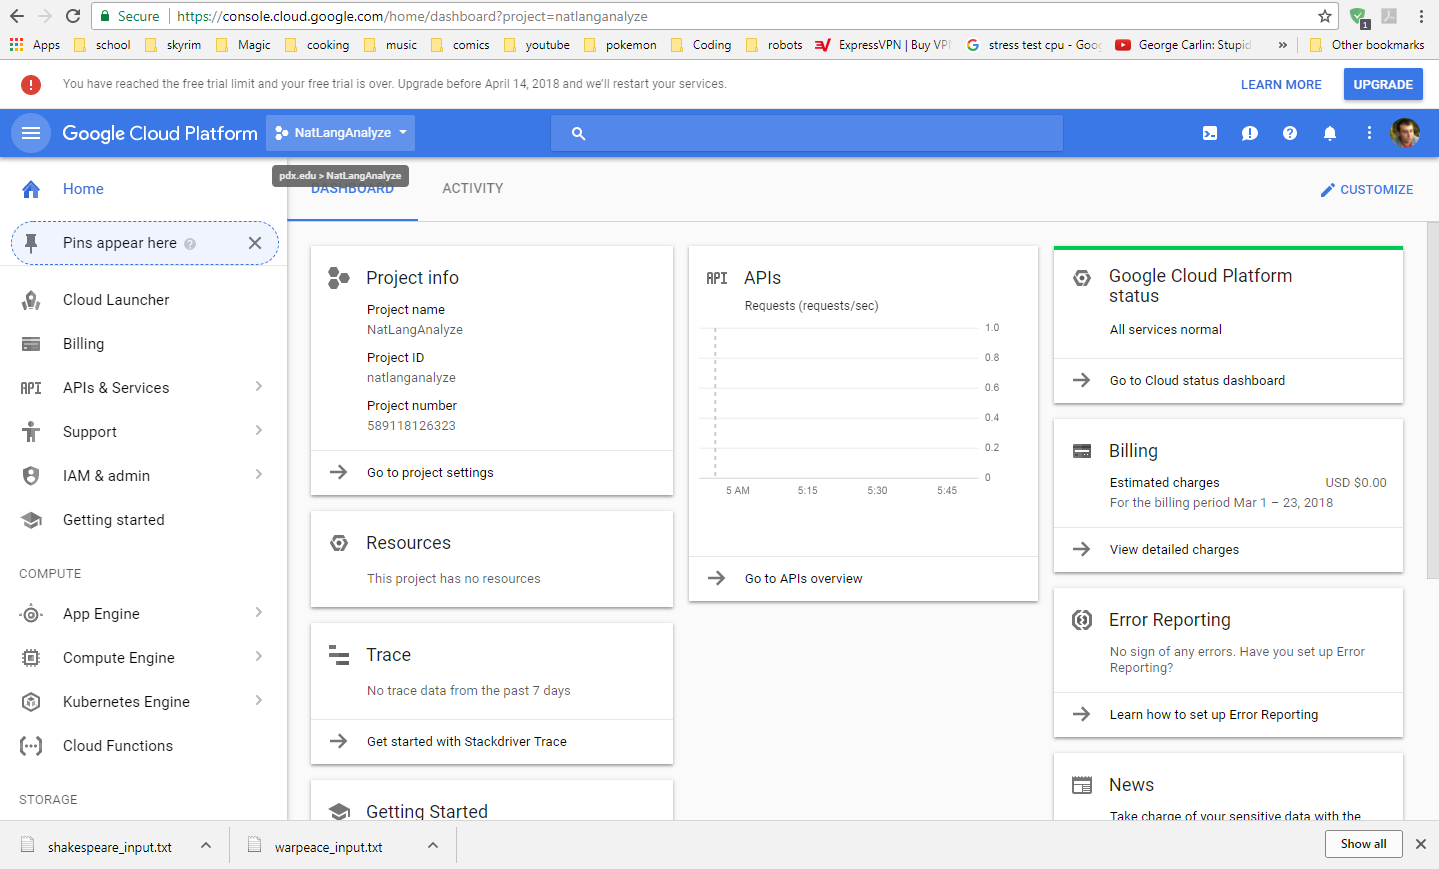 Secure https://console.cloud.google.com/home/dashboard?project=natlanganalyze
Apps school skyrim Magic cooking music comics youtube pokemon Coding robots ExpressVPN | Buy VP stress test cpu - Goo George Carlin: Stupid » Other bookmarks
You have reached the free trial limit and your free trial is over. Upgrade before April 14, 2018 and we'll restart your services.
LEARN MORE UPGRADE
Google Cloud Platform NatLangAnalyze
pdx.edu > NatLangAnalyze
Home
DASHBOARD ACTIVITY CUSTOMIZE
Pins appear here
Cloud Launcher
Billing
APIs & Services
Support
IAM & admin
Getting started
COMPUTE
App Engine
Compute Engine
Kubernetes Engine
Cloud Functions
STORAGE
Project info
Project name
NatLangAnalyze
Project ID
natlanganalyze
Project number
589118126323
Go to project settings
Resources
This project has no resources
Trace
No trace data from the past 7 days
Get started with Stackdriver Trace
Getting Started
API APIs
Requests (requests/sec)
1.0
0.8
0.6
0.4
0.2
0
5 AM 5:15 5:30 5:45
Go to APIs overview
Google Cloud Platform
status
All services normal
Go to Cloud status dashboard
Billing
Estimated charges USD $0.00
For the billing period Mar 1 – 23, 2018
View detailed charges
Error Reporting
No sign of any errors. Have you set up Error
Reporting?
Learn how to set up Error Reporting
News
Take charge of your sensitive data with the
shakespeare_input.txt warpeace_input.txt Show all